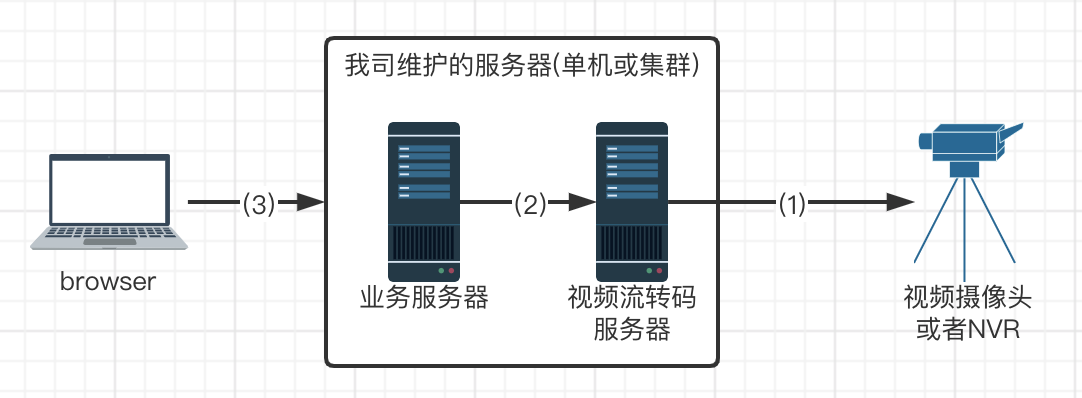 我司维护的服务器(单机或集群)
(3)
(2)
(1)
browser
业务服务器
视频流转码
服务器
视频摄像头
或者NVR